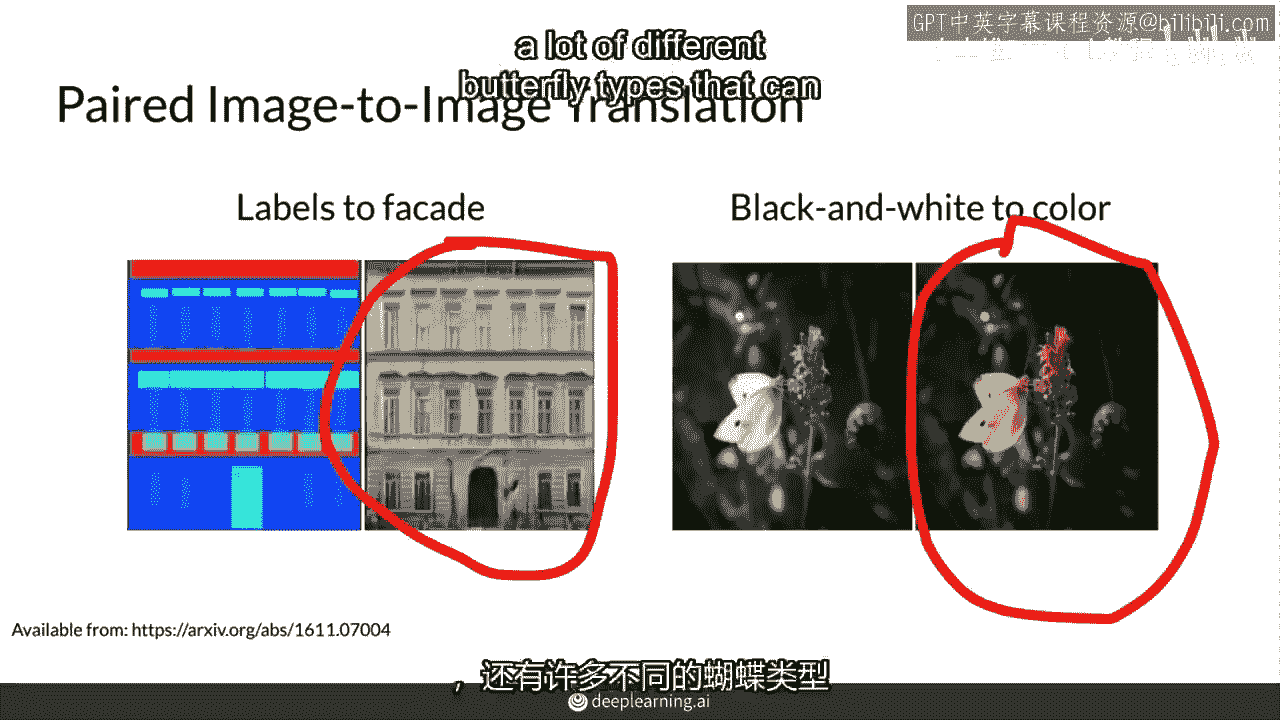 GPT中英字幕课程资源@bilibili.com
a lot of different
butterfly types that can
Paired Image-to-Image Translation
Labels to facade
Black-and-white to color
Available from: https://arxiv.org/abs/1611.07004
，还有许多不同的蝴蝶类型
deeplearning.ai